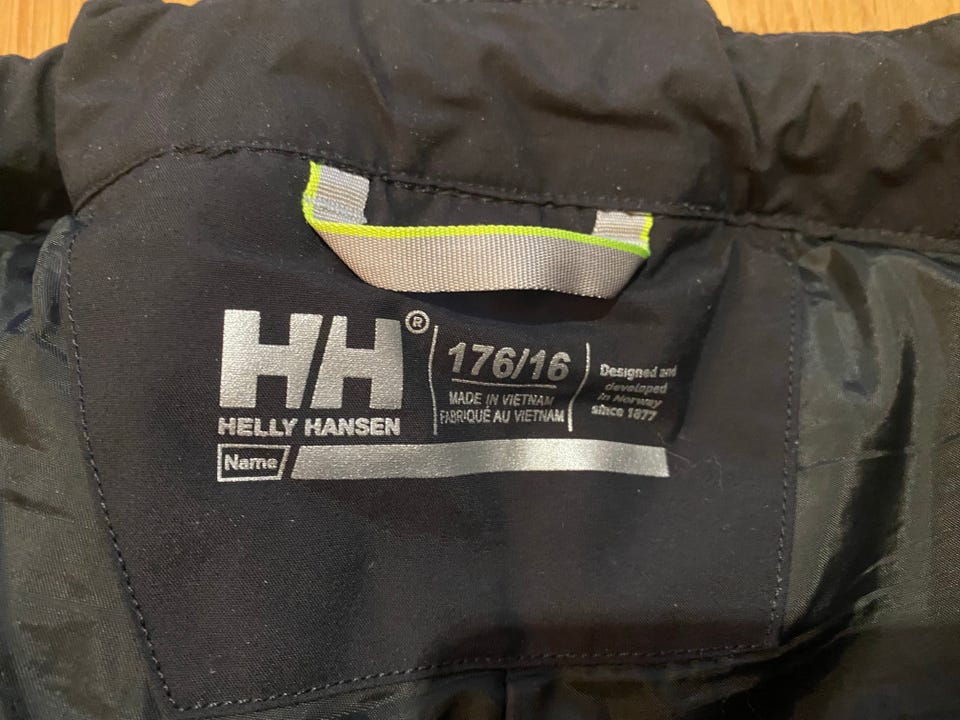 HH®
HELLY HANSEN
176/16
MADE IN VIETNAM
FABRIQUÉ AU VIETNAM
Designed and
developed
in Norway
since 1877
Name